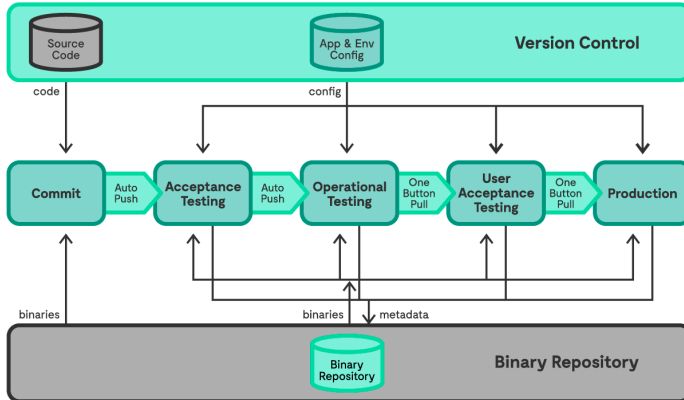 Source
Code
App & Env
Config
Version Control
code
config
Commit
Auto
Push
Acceptance
Testing
Auto
Push
Operational
Testing
One
Button
Pull
User
Acceptance
Testing
One
Button
Pull
Production
binaries
binaries
metadata
Binary
Repository
Binary Repository